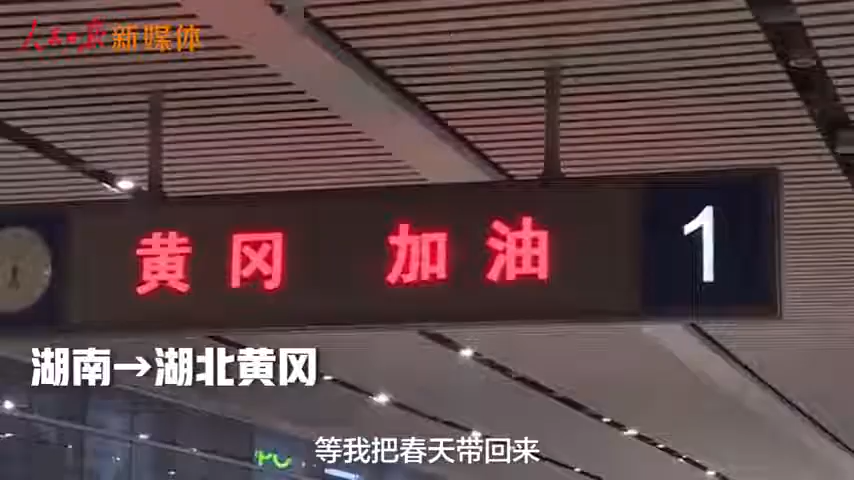 人民日报 新媒体
黄冈 加油 1
湖南→湖北黄冈
等我把春天带回来